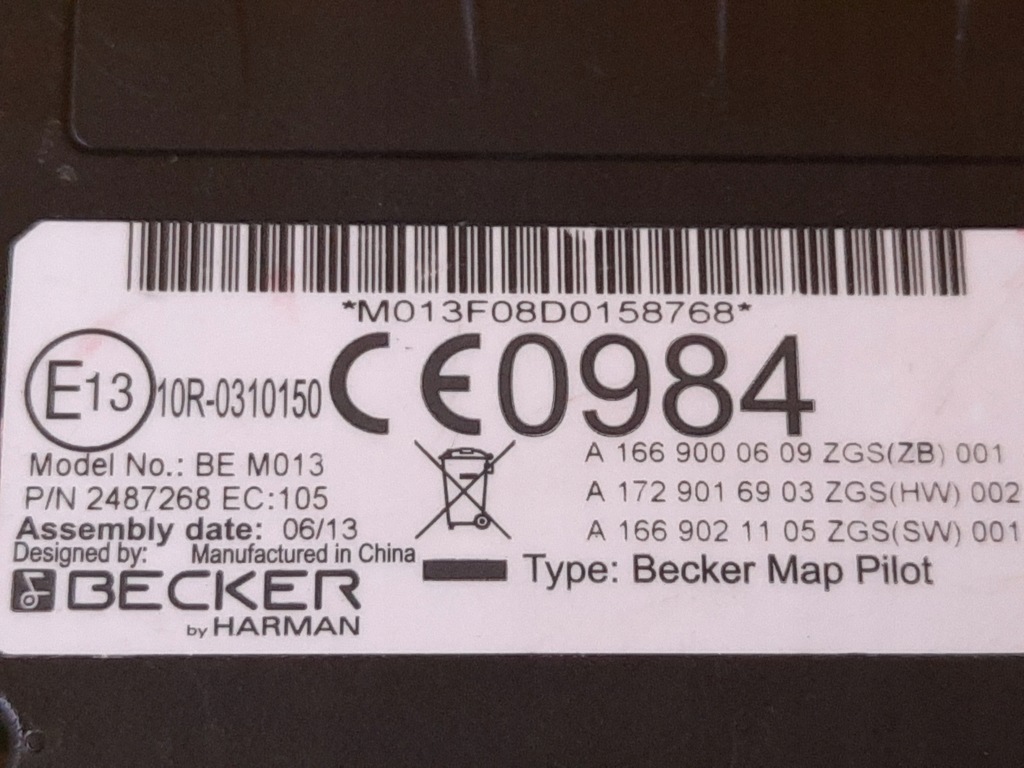 *M013F08D0158768*
E13 10R-0310150 CE0984
Model No.: BE M013
P/N 2487268 EC:105
Assembly date: 06/13
Designed by: Manufactured in China
BECKER
by HARMAN
A 166 900 06 09 ZGS(ZB) 001
A 172 901 69 03 ZGS(HW) 002
A 166 902 11 05 ZGS(SW) 001
Type: Becker Map Pilot